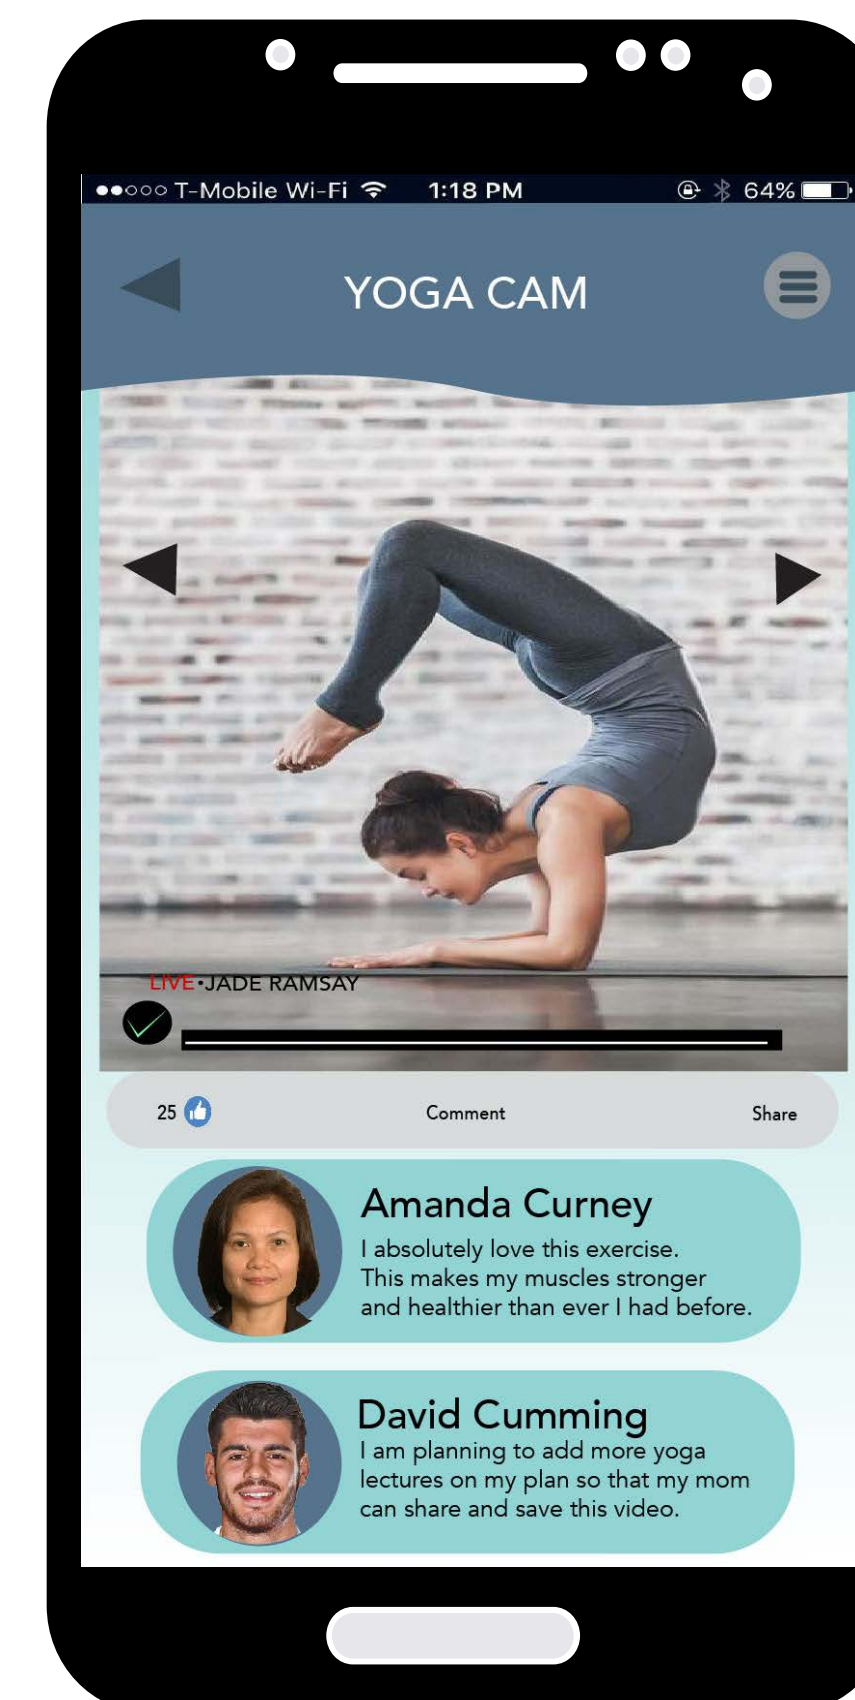 T-Mobile Wi-Fi 1:18 PM 64%
YOGA CAM
LIVE•JADE RAMSAY
25 Comment Share
Amanda Curney
I absolutely love this exercise.
This makes my muscles stronger
and healthier than ever I had before.
David Cumming
I am planning to add more yoga
lectures on my plan so that my mom
can share and save this video.